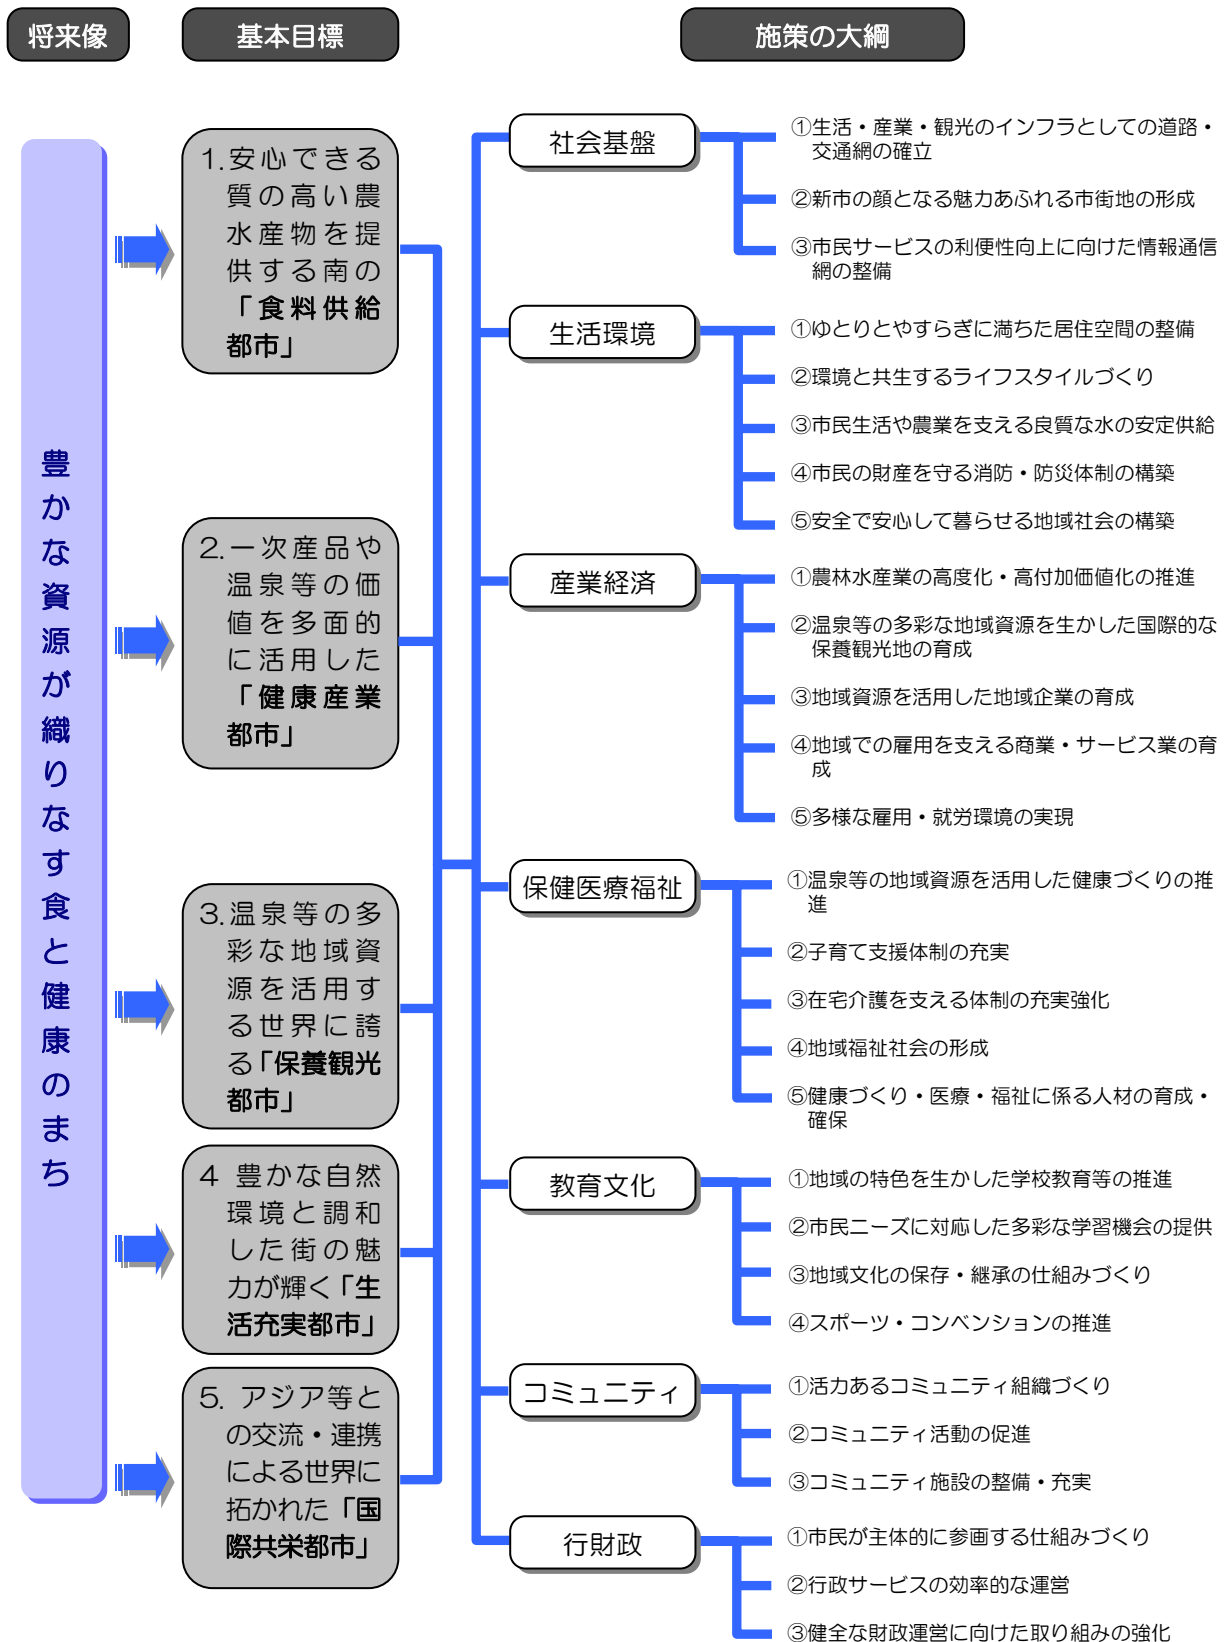 将来像
基本目標
施策の大綱
豊かな資源が織りなす食と健康のまち
1.安心できる
質の高い農
水産物を提
供する南の
「食料供給
都市」
2.一次産品や
温泉等の価
値を多面的
に活用した
「健康産業
都市」
3.温泉等の多
彩な地域資
源を活用す
る世界に誇
る「保養観光
都市」
4 豊かな自然
環境と調和
した街の魅
力が輝く「生
活充実都市」
5. アジア等と
の交流・連携
による世界に
拓かれた「国
際共栄都市」
社会基盤
①生活・産業・観光のインフラとしての道路・
交通網の確立
②新市の顔となる魅力あふれる市街地の形成
③市民サービスの利便性向上に向けた情報通信
網の整備
生活環境
①ゆとりとやすらぎに満ちた居住空間の整備
②環境と共生するライフスタイルづくり
③市民生活や農業を支える良質な水の安定供給
④市民の財産を守る消防・防災体制の構築
⑤安全で安心して暮らせる地域社会の構築
産業経済
①農林水産業の高度化・高付加価値化の推進
②温泉等の多彩な地域資源を生かした国際的な
保養観光地の育成
③地域資源を活用した地域企業の育成
④地域での雇用を支える商業・サービス業の育
成
⑤多様な雇用・就労環境の実現
保健医療福祉
①温泉等の地域資源を活用した健康づくりの推
進
②子育て支援体制の充実
③在宅介護を支える体制の充実強化
④地域福祉社会の形成
⑤健康づくり・医療・福祉に係る人材の育成・
確保
教育文化
①地域の特色を生かした学校教育等の推進
②市民ニーズに対応した多彩な学習機会の提供
③地域文化の保存・継承の仕組みづくり
④スポーツ・コンベンションの推進
コミュニティ
①活力あるコミュニティ組織づくり
②コミュニティ活動の促進
③コミュニティ施設の整備・充実
行財政
①市民が主体的に参画する仕組みづくり
②行政サービスの効率的な運営
③健全な財政運営に向けた取り組みの強化